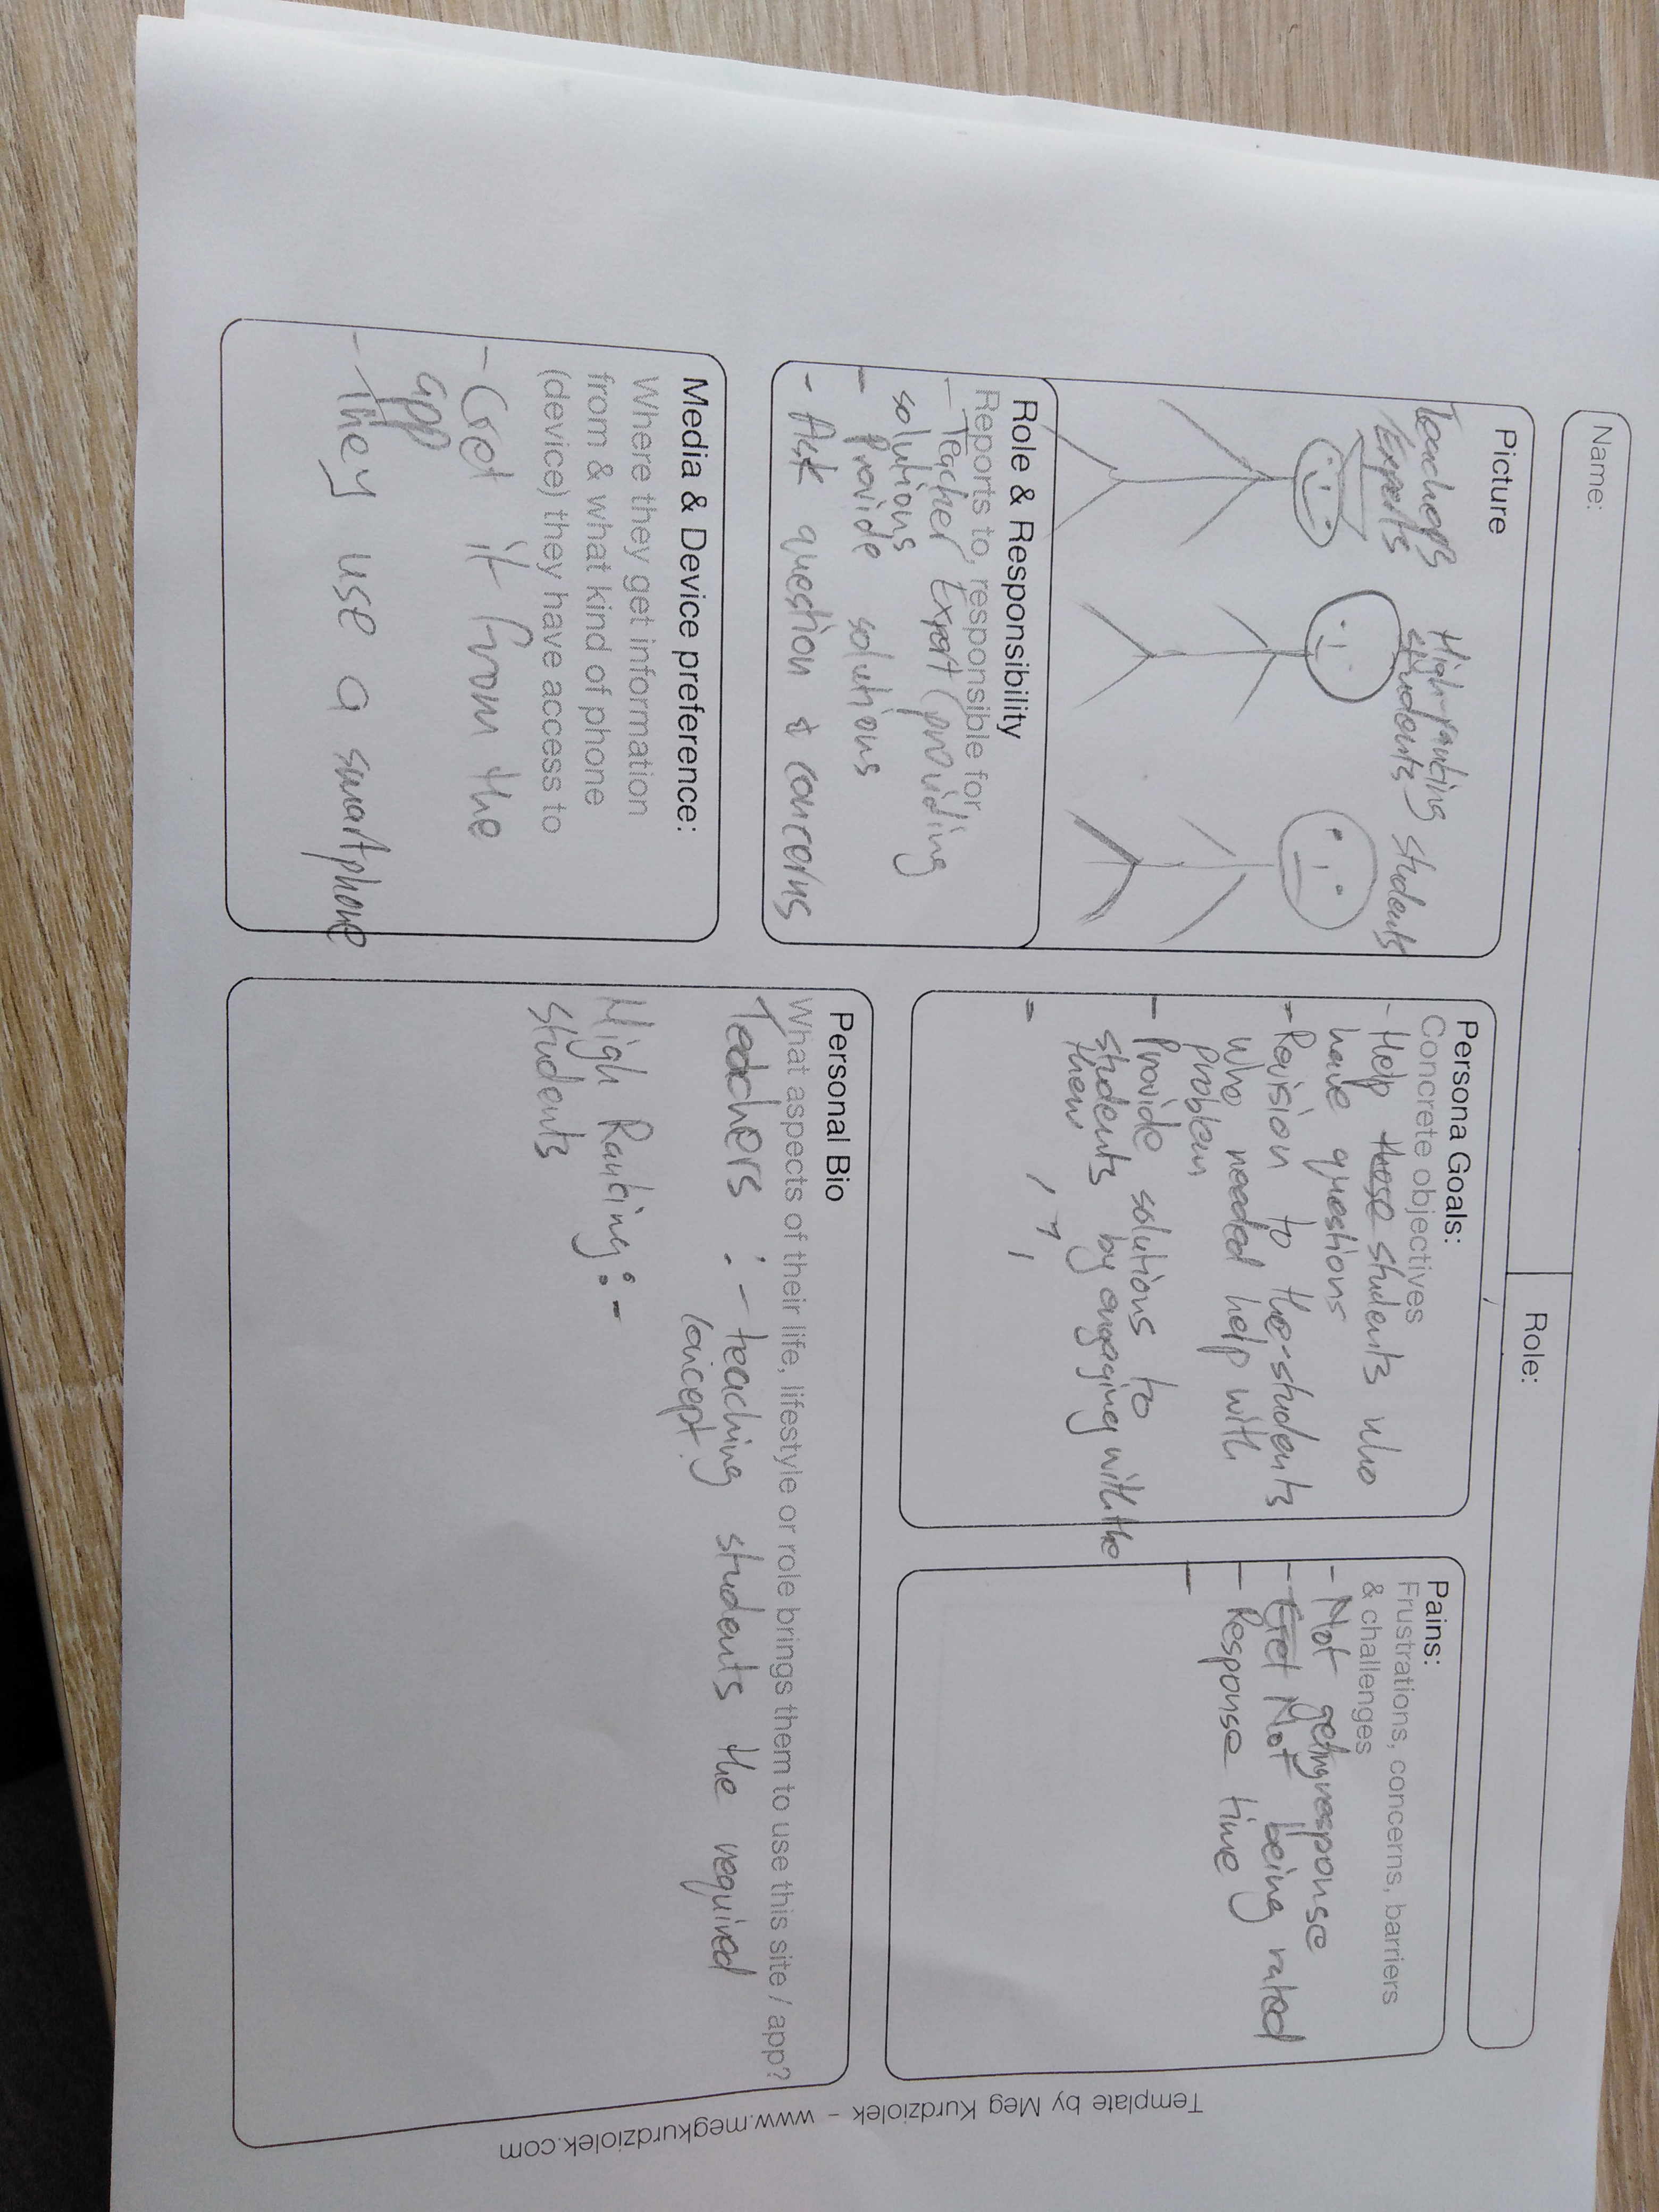 Name:
Role:
Picture
Teachers
Experts
High-ranking
students
students
Role & Responsibility
Reports to, responsible for
- Teacher Expert (providing
solutions
- Provide solutions
- Ask question & concerns
Media & Device preference:
Where they get information
from & what kind of phone
(device) they have access to
- Get it from the
app
- They use a smartphone
Persona Goals:
Concrete objectives
- Help those students who
have questions
- Revision to the students
who needed help with
problem
- Provide solutions to
students by engaging with the
them
-
Pains:
Frustrations, concerns, barriers
& challenges
- Not getting response
- Get Not being rated
- Response time
-
Personal Bio
What aspects of their life, lifestyle or role brings them to use this site / app?
Teachers : - teaching students the required
concept.
High Ranking : -
students
Template by Meg Kurdziolek - www.megkurdziolek.com